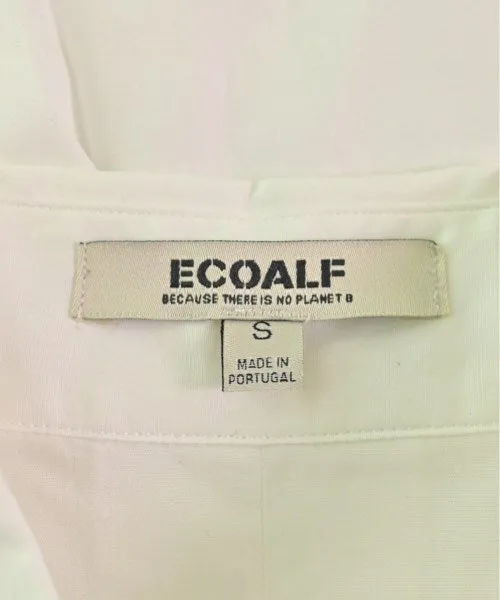 ECOALF
BECAUSE THERE IS NO PLANET B
S
MADE IN
PORTUGAL